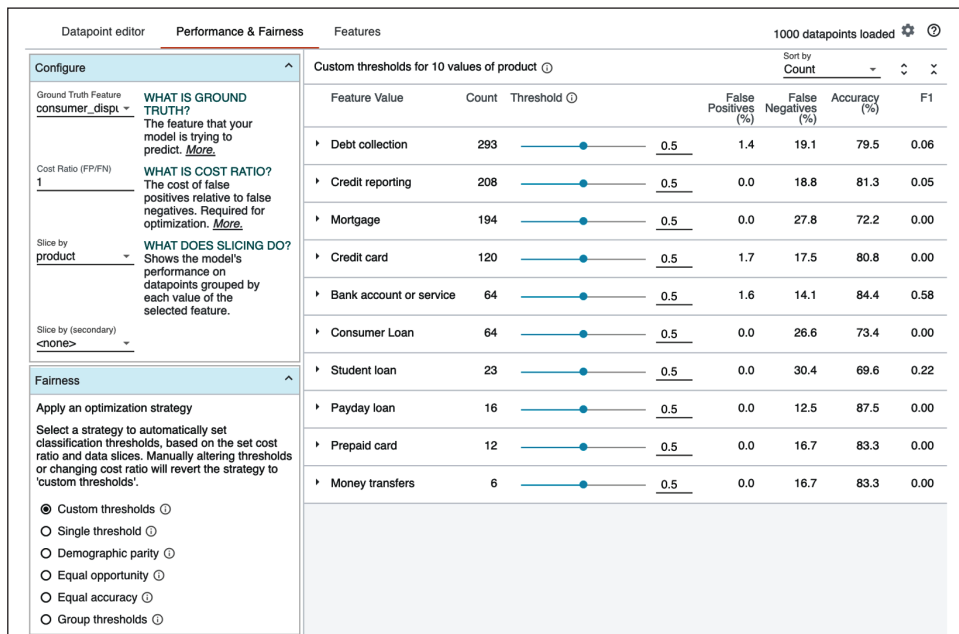 Datapoint editor Performance & Fairness Features 1000 datapoints loaded
Configure
Ground Truth Feature
consumer_dispu
WHAT IS GROUND
TRUTH?
The feature that your
model is trying to
predict. More.
Cost Ratio (FP/FN)
1
WHAT IS COST RATIO?
The cost of false
positives relative to false
negatives. Required for
optimization. More.
Slice by
product
WHAT DOES SLICING DO?
Shows the model's
performance on
datapoints grouped by
each value of the
selected feature.
Slice by (secondary)
<none>
Fairness
Apply an optimization strategy
Select a strategy to automatically set
classification thresholds, based on the set cost
ratio and data slices. Manually altering thresholds
or changing cost ratio will revert the strategy to
'custom thresholds'.
Custom thresholds
Single threshold
Demographic parity
Equal opportunity
Equal accuracy
Group thresholds
Custom thresholds for 10 values of product
Sort by
Count
Feature Value Count Threshold False Positives (%) False Negatives (%) Accuracy (%) F1
Debt collection 293 0.5 1.4 19.1 79.5 0.06
Credit reporting 208 0.5 0.0 18.8 81.3 0.05
Mortgage 194 0.5 0.0 27.8 72.2 0.00
Credit card 120 0.5 1.7 17.5 80.8 0.00
Bank account or service 64 0.5 1.6 14.1 84.4 0.58
Consumer Loan 64 0.5 0.0 26.6 73.4 0.00
Student loan 23 0.5 0.0 30.4 69.6 0.22
Payday loan 16 0.5 0.0 12.5 87.5 0.00
Prepaid card 12 0.5 0.0 16.7 83.3 0.00
Money transfers 6 0.5 0.0 16.7 83.3 0.00